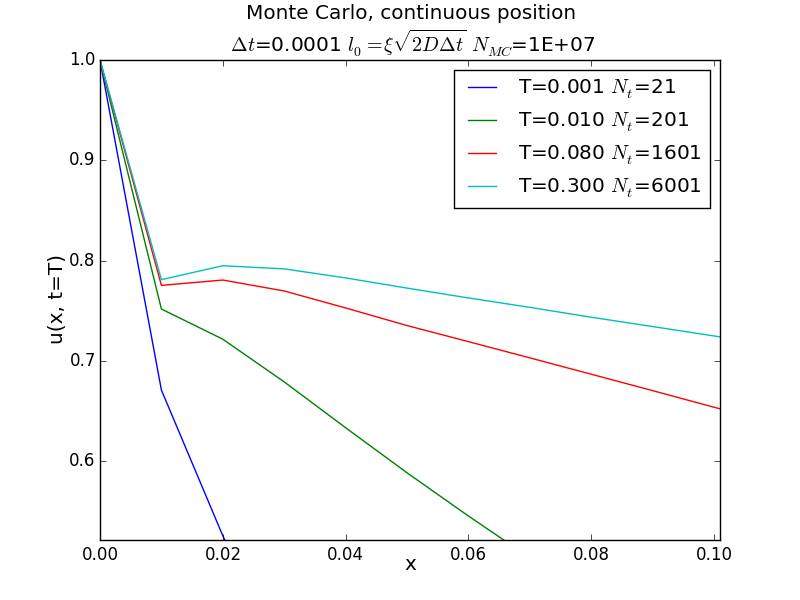 Monte Carlo, continuous position
Δt=0.0001 l₀ = ξ√2DΔt N_MC=1E+07
1.0
0.9
0.8
0.7
0.6
u(x, t=T)
T=0.001 N_t=21
T=0.010 N_t=201
T=0.080 N_t=1601
T=0.300 N_t=6001
0.00 0.02 0.04 0.06 0.08 0.10
x